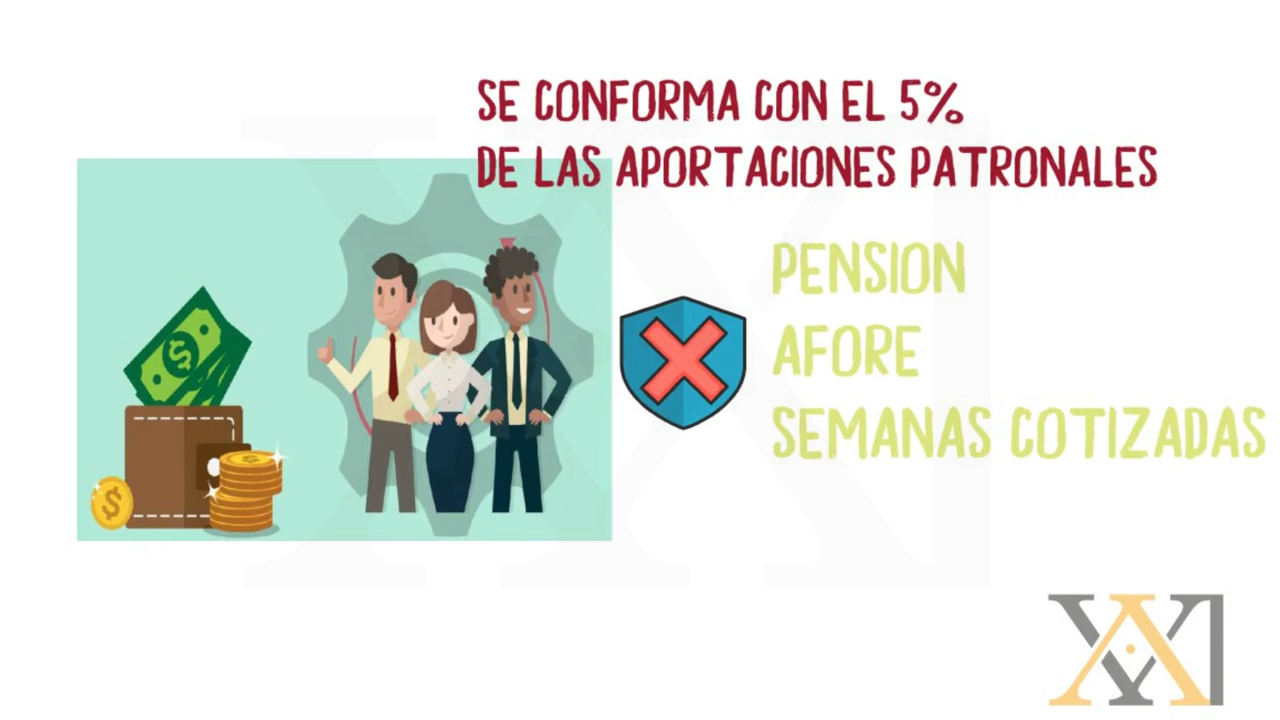 SE CONFORMA CON EL 5%
DE LAS APORTACIONES PATRONALES
PENSION
AFORE
SEMANAS COTIZADAS